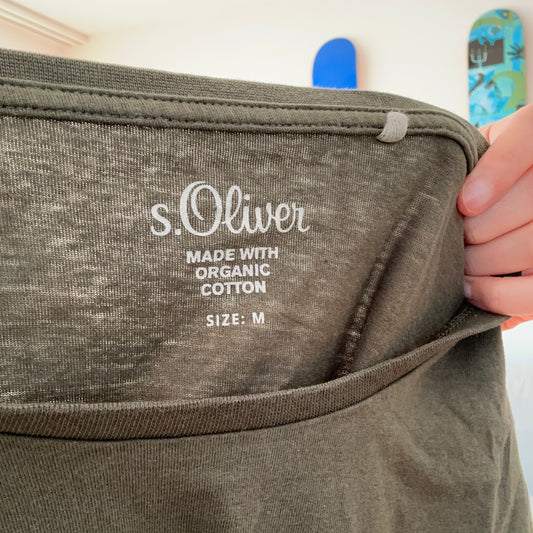 s.Oliver
MADE WITH
ORGANIC
COTTON
SIZE: M